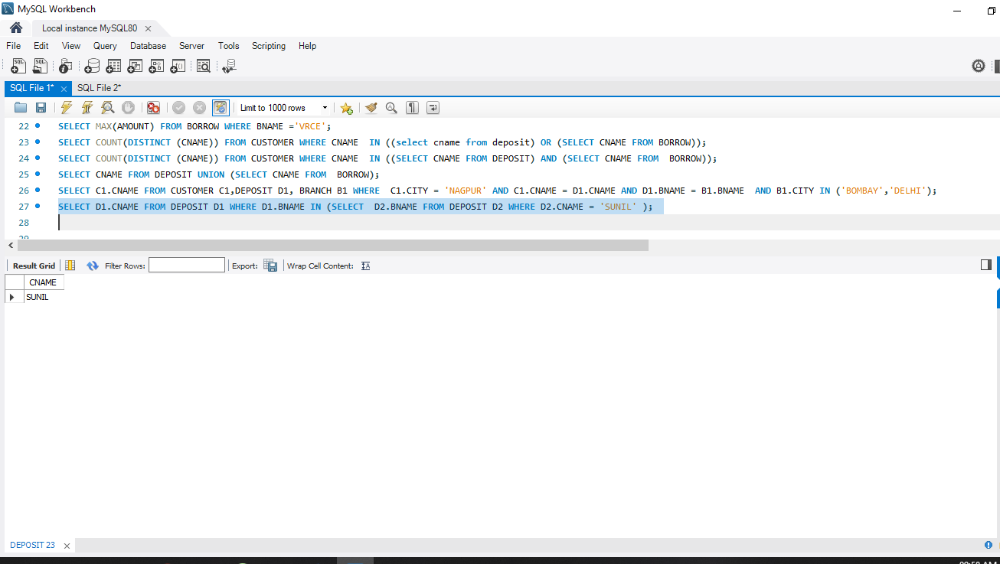 MySQL Workbench
Local instance MySQL80
File Edit View Query Database Server Tools Scripting Help
SQL File 1* SQL File 2*
Limit to 1000 rows
22 SELECT MAX(AMOUNT) FROM BORROW WHERE BNAME ='VRCE';
23 SELECT COUNT(DISTINCT (CNAME)) FROM CUSTOMER WHERE CNAME  IN ((select cname from deposit) OR (SELECT CNAME FROM BORROW));
24 SELECT COUNT(DISTINCT (CNAME)) FROM CUSTOMER WHERE CNAME  IN ((SELECT CNAME FROM DEPOSIT) AND (SELECT CNAME FROM  BORROW));
25 SELECT CNAME FROM DEPOSIT UNION (SELECT CNAME FROM  BORROW);
26 SELECT C1.CNAME FROM CUSTOMER C1,DEPOSIT D1, BRANCH B1 WHERE  C1.CITY = 'NAGPUR' AND C1.CNAME = D1.CNAME AND D1.BNAME = B1.BNAME  AND B1.CITY IN ('BOMBAY','DELHI');
27 SELECT D1.CNAME FROM DEPOSIT D1 WHERE D1.BNAME IN (SELECT  D2.BNAME FROM DEPOSIT D2 WHERE D2.CNAME = 'SUNIL' );
28
29
Result Grid Filter Rows: Export: Wrap Cell Content:
CNAME
SUNIL
DEPOSIT 23